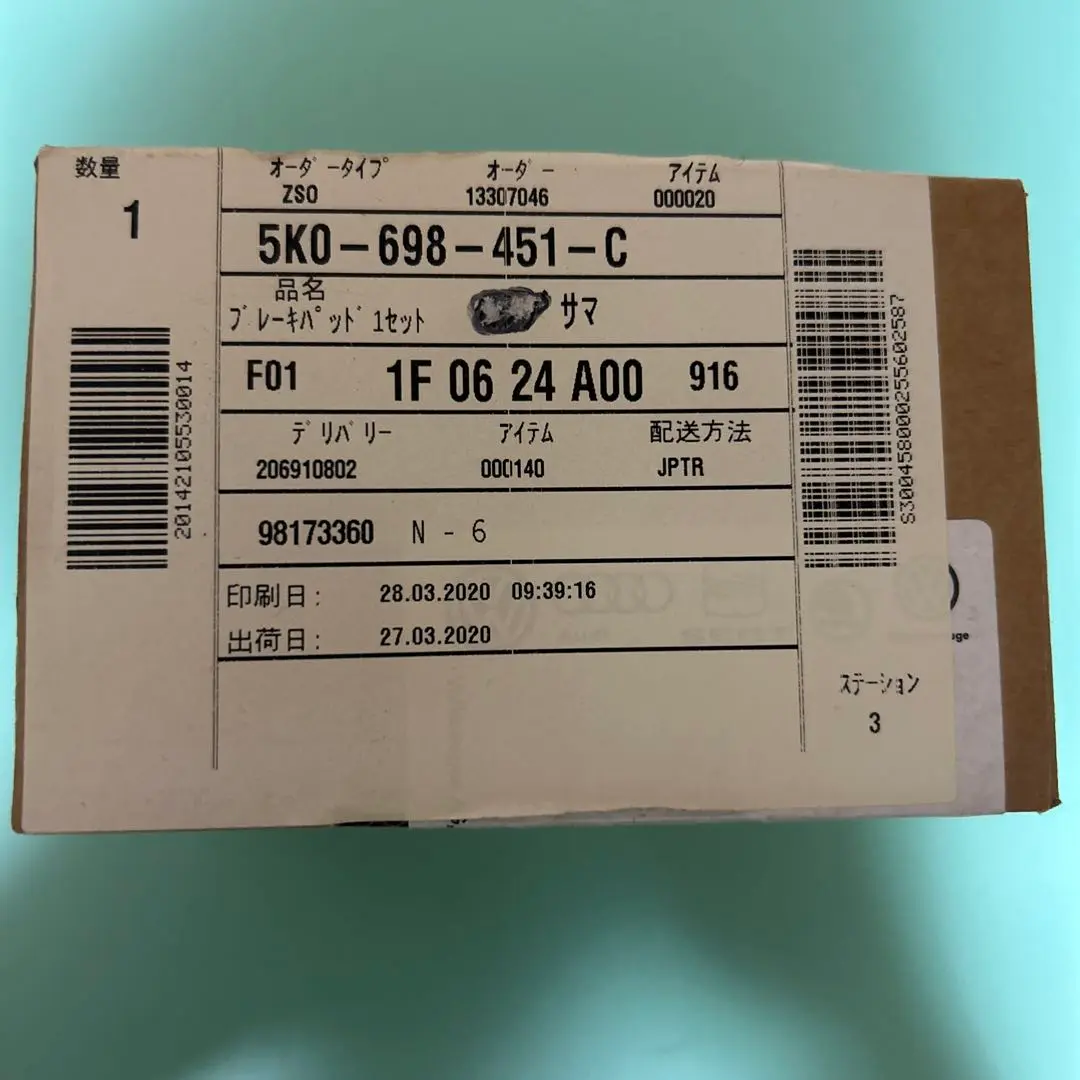 数量
1
オーダータイプ オーダー アイテム
ZSO 13307046 000020
5K0-698-451-C
品名
ブレーキパッド 1セット サマ
F01 1F 06 24 A00 916
デリバリー アイテム 配送方法
206910802 000140 JPTR
98173360 N - 6
印刷日: 28.03.2020 09:39:16
出荷日: 27.03.2020
20142105530014
S300458000255602587
ステーション
3
uge